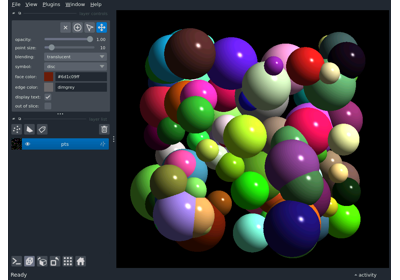 File View Plugins Window Help
opacity: 1.00
point size: 10
blending: translucent
symbol: disc
face color: #6d1c09ff
edge color: dimgrey
display text:
out of slice:
pts
Ready
activity